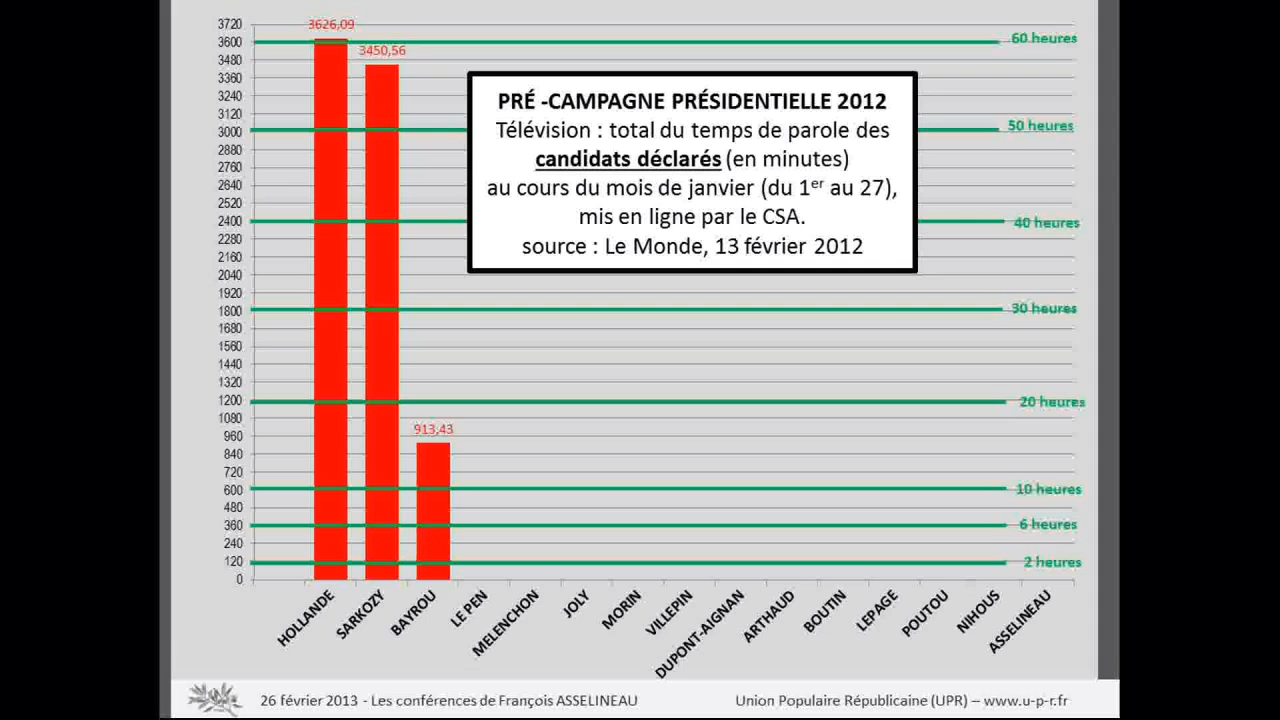 3720
3600
3480
3360
3240
3120
3000
2880
2760
2640
2520
2400
2280
2160
2040
1920
1800
1680
1560
1440
1320
1200
1080
960
840
720
600
480
360
240
120
0
3626,09
3450,56
913,43
60 heures
50 heures
40 heures
30 heures
20 heures
10 heures
6 heures
2 heures
PRÉ -CAMPAGNE PRÉSIDENTIELLE 2012
Télévision : total du temps de parole des
candidats déclarés (en minutes)
au cours du mois de janvier (du 1er au 27),
mis en ligne par le CSA.
source : Le Monde, 13 février 2012
HOLLANDE
SARKOZY
BAYROU
LE PEN
MELENCHON
JOLY
MORIN
VILLEPIN
DUPONT-AIGNAN
ARTHAUD
BOUTIN
LEPAGE
POUTOU
NIHOUS
ASSELINEAU
26 février 2013 - Les conférences de François ASSELINEAU
Union Populaire Républicaine (UPR) – www.u-p-r.fr